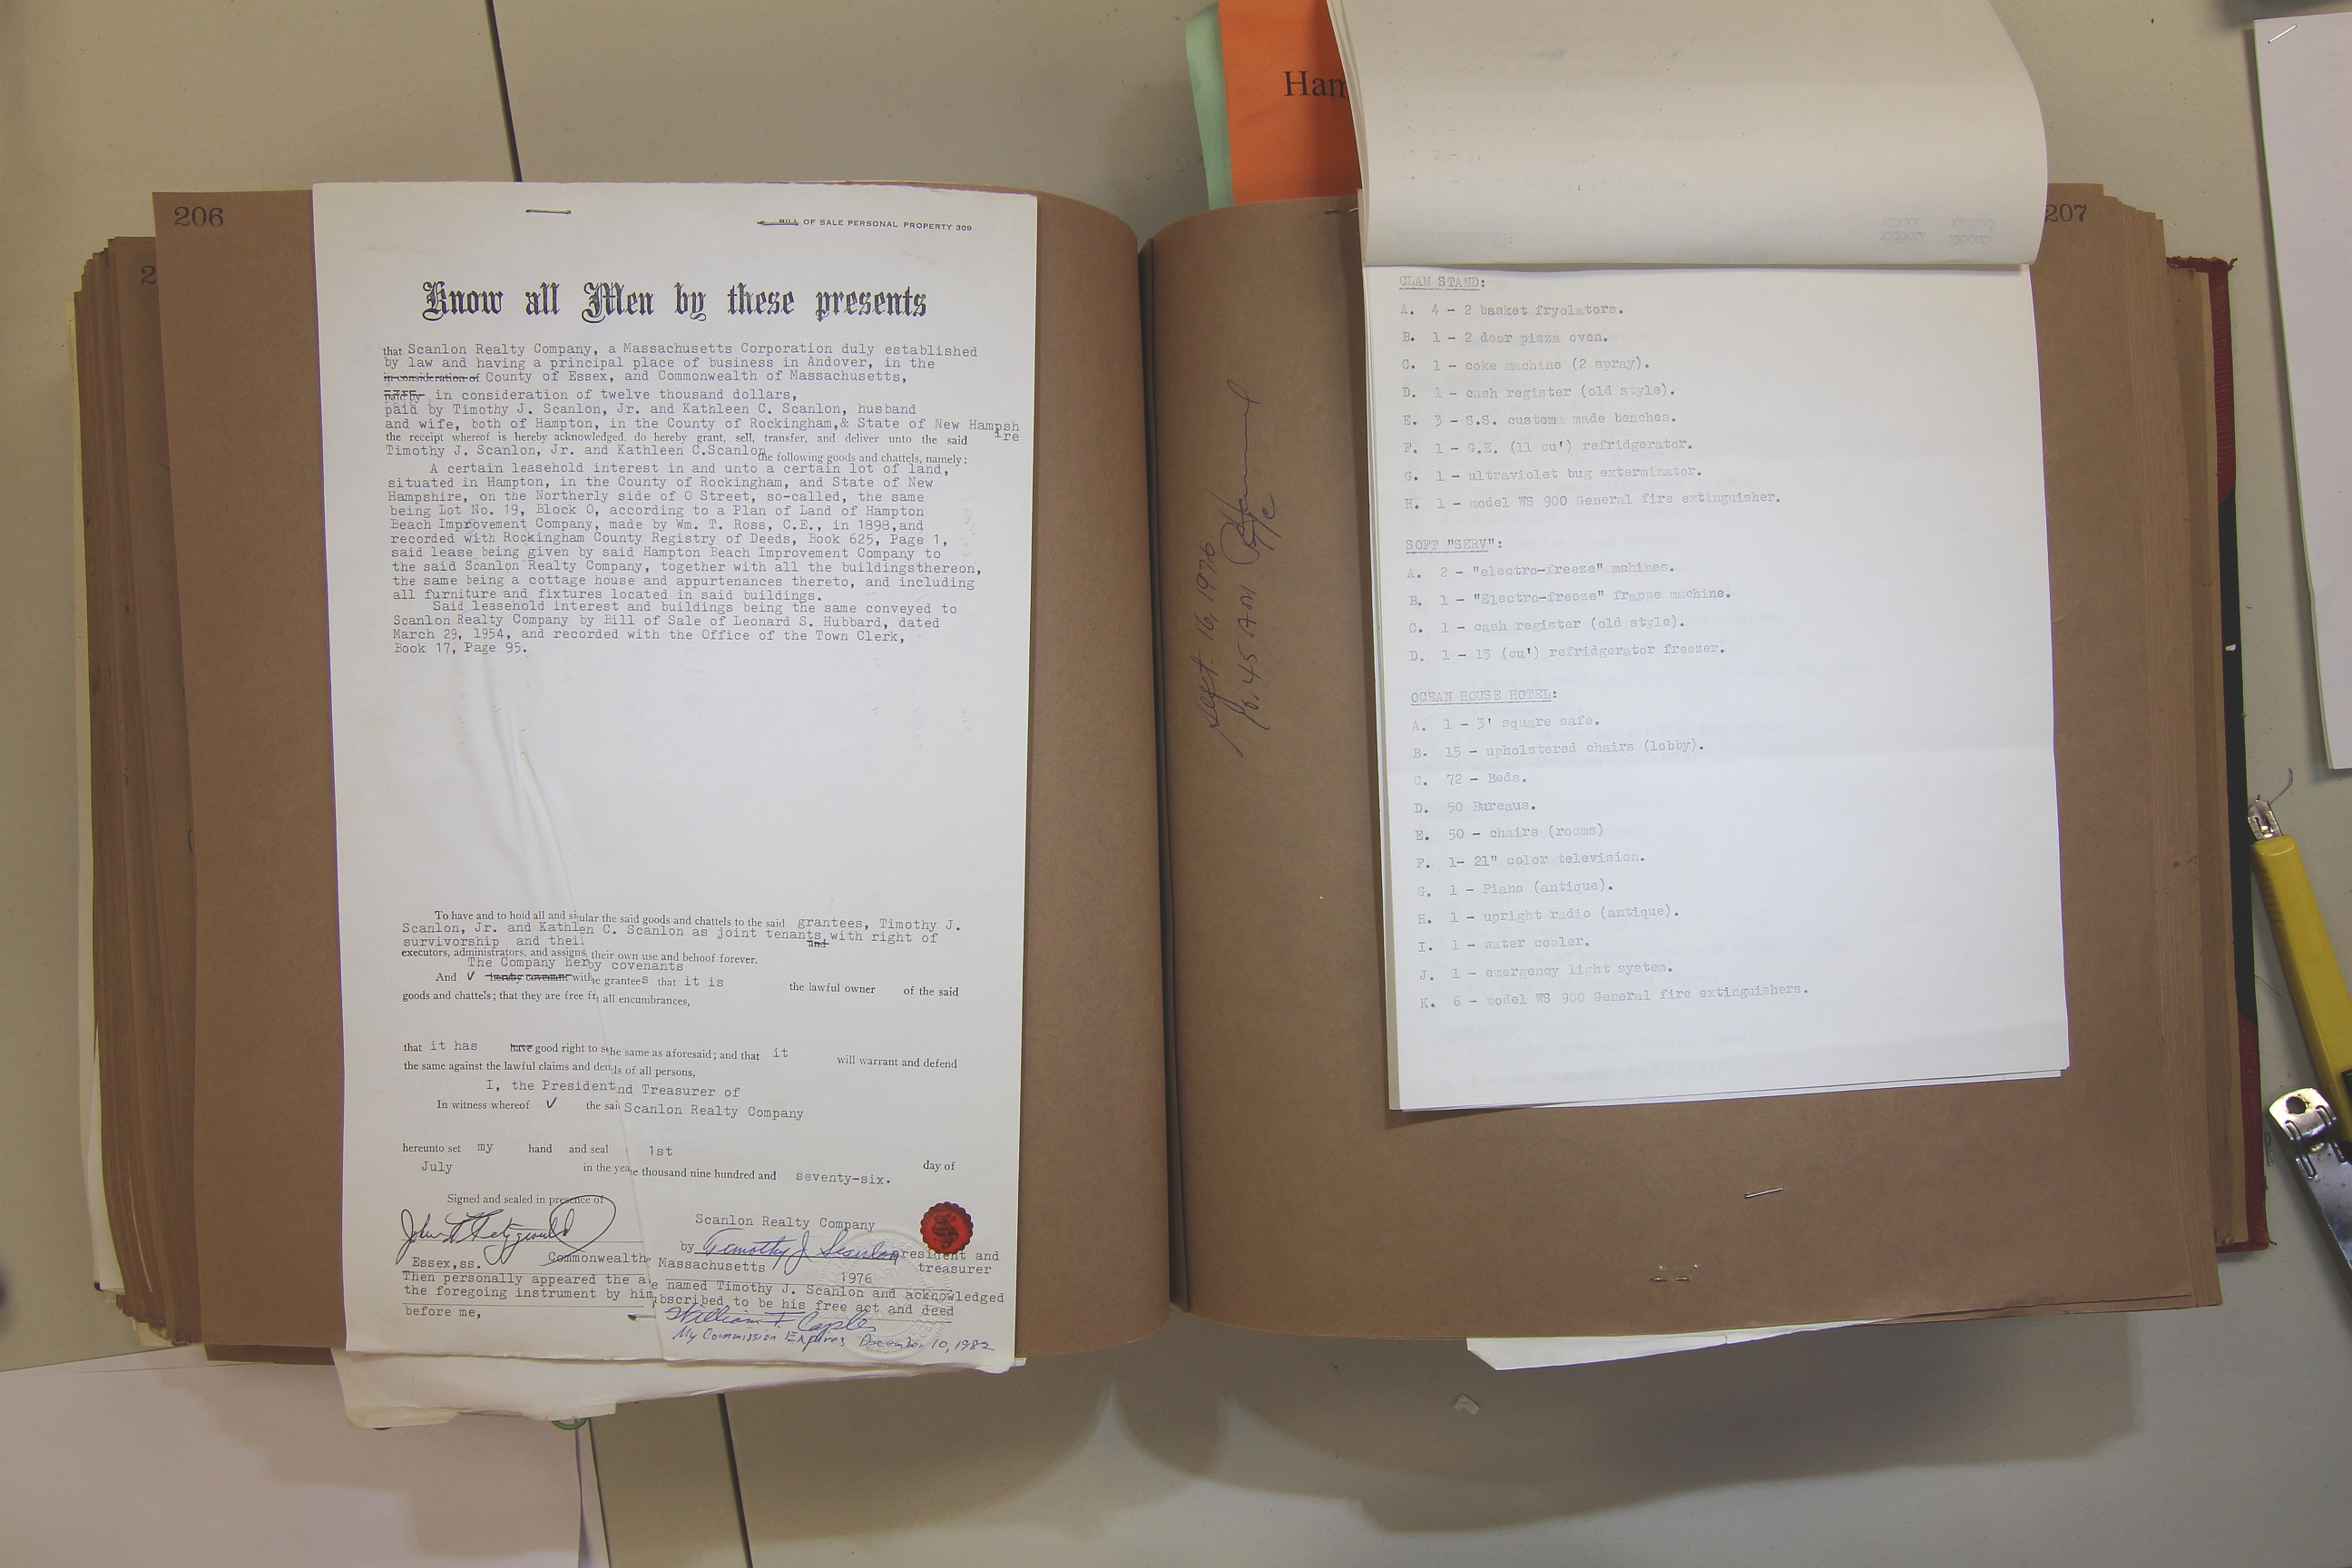 206
2
BILL OF SALE PERSONAL PROPERTY 309
Know all Men by these presents
that Scanlon Realty Company, a Massachusetts Corporation duly established
by law and having a principal place of business in Andover, in the
in consideration of County of Essex, and Commonwealth of Massachusetts,
paid by in consideration of twelve thousand dollars,
paid by Timothy J. Scanlon, Jr. and Kathleen C. Scanlon, husband
and wife, both of Hampton, in the County of Rockingham,& State of New Hampsh
ire
the receipt whereof is hereby acknowledged, do hereby grant, sell, transfer, and deliver unto the said
Timothy J. Scanlon, Jr. and Kathleen C.Scanlon the following goods and chattels, namely:
A certain leasehold interest in and unto a certain lot of land,
situated in Hampton, in the County of Rockingham, and State of New
Hampshire, on the Northerly side of O Street, so-called, the same
being Lot No. 19, Block O, according to a Plan of Land of Hampton
Beach Improvement Company, made by Wm. T. Ross, C.E., in 1898,and
recorded with Rockingham County Registry of Deeds, Book 625, Page 1,
said lease being given by said Hampton Beach Improvement Company to
the said Scanlon Realty Company, together with all the buildingsthereon,
the same being a cottage house and appurtenances thereto, and including
all furniture and fixtures located in said buildings.
Said leasehold interest and buildings being the same conveyed to
Scanlon Realty Company by Bill of Sale of Leonard S. Hubbard, dated
March 29, 1954, and recorded with the Office of the Town Clerk,
Book 17, Page 95.
To have and to hold all and si ular the said goods and chattels to the said grantees, Timothy J.
Scanlon, Jr. and Kathlen C. Scanlon as joint tenants with right of
survivorship and thei and
executors, administrators, and assigns their own use and behoof forever.
The Company herby covenants
And ✓ hereby covenant with e grantees that it is the lawful owner of the said
goods and chattels; that they are free fr all encumbrances,
that it has have good right to s the same as aforesaid; and that it will warrant and defend
the same against the lawful claims and de ds of all persons,
I, the President nd Treasurer of
In witness whereof ✓ the sai Scanlon Realty Company
hereunto set my hand and seal 1st
July day of
in the yea e thousand nine hundred and seventy-six.
Signed and sealed in presence of
Scanlon Realty Company
by Timothy J Scanlon president and
treasurer
Commonwealth Massachusetts
Essex,ss. 1976
Then personally appeared the a e named Timothy J. Scanlon and acknowledged
the foregoing instrument by him bscribed to be his free act and deed
before me,
William F. Caples
My Commission Expires December 10, 1982
Han
207
Sept. 16, 1976
10:45 AM
CLAM STAND:
A. 4 - 2 basket fryolators.
B. 1 - 2 door pizza oven.
C. 1 - coke machine (2 spray).
D. 1 - cash register (old style).
E. 3 - S.S. custom made benches.
F. 1 - G.E. (11 cu') refridgerator.
G. 1 - ultraviolet bug exterminator.
H. 1 - model WS 900 General fire extinguisher.
SOFT "SERV":
A. 2 - "electro-freeze" mahines.
B. 1 - "Electro-freeze" frappe machine.
C. 1 - cash register (old style).
D. 1 - 13 (cu') refridgerator freezer.
OCEAN HOUSE HOTEL:
A. 1 - 3' square safe.
B. 15 - upholstered chairs (lobby).
C. 72 - Beds.
D. 50 Bureaus.
E. 50 - chairs (rooms)
F. 1- 21" color television.
G. 1 - Piano (antique).
H. 1 - upright radio (antique).
I. 1 - water cooler.
J. 1 - emergency light system.
K. 6 - model WS 900 General fire extinguishers.